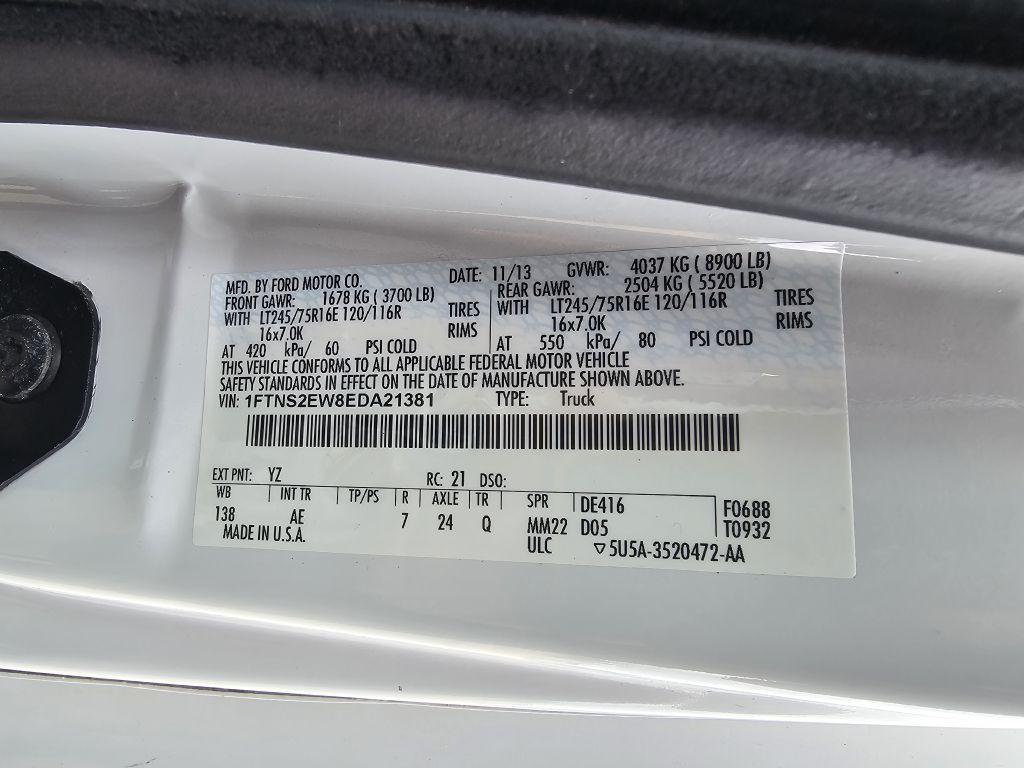 MFD. BY FORD MOTOR CO. DATE: 11/13 GVWR: 4037 KG ( 8900 LB)
FRONT GAWR: 1678 KG ( 3700 LB) REAR GAWR: 2504 KG ( 5520 LB)
WITH LT245/75R16E 120/116R TIRES WITH LT245/75R16E 120/116R TIRES
16x7.0K RIMS 16x7.0K RIMS
AT 420 kPa/ 60 PSI COLD AT 550 kPa/ 80 PSI COLD
THIS VEHICLE CONFORMS TO ALL APPLICABLE FEDERAL MOTOR VEHICLE
SAFETY STANDARDS IN EFFECT ON THE DATE OF MANUFACTURE SHOWN ABOVE.
VIN: 1FTNS2EW8EDA21381 TYPE: Truck
EXT PNT: YZ RC: 21 DSO:
WB INT TR TP/PS R AXLE TR SPR DE416 F0688
138 AE 7 24 Q MM22 D05 T0932
MADE IN U.S.A. ULC ▽5U5A-3520472-AA